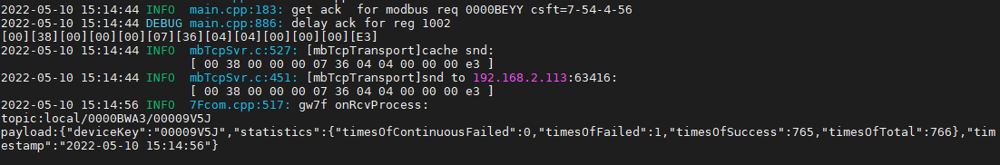 2022-05-10 15:14:44 INFO  main.cpp:183: get ack  for modbus req 0000BEYY csft=7-54-4-56
2022-05-10 15:14:44 DEBUG main.cpp:886: delay ack for reg 1002
[00][38][00][00][00][07][36][04][04][00][00][00][E3]
2022-05-10 15:14:44 INFO  mbTcpSvr.c:527: [mbTcpTransport]cache snd:
[ 00 38 00 00 00 07 36 04 04 00 00 00 e3 ]
2022-05-10 15:14:44 INFO  mbTcpSvr.c:451: [mbTcpTransport]snd to 192.168.2.113:63416:
[ 00 38 00 00 00 07 36 04 04 00 00 00 e3 ]
2022-05-10 15:14:56 INFO  7Fcom.cpp:517: gw7f onRcvProcess:
topic:local/0000BWA3/00009V5J
payload:{"deviceKey":"00009V5J","statistics":{"timesOfContinuousFailed":0,"timesOfFailed":1,"timesOfSuccess":765,"timesOfTotal":766},"tim
estamp":"2022-05-10 15:14:56"}